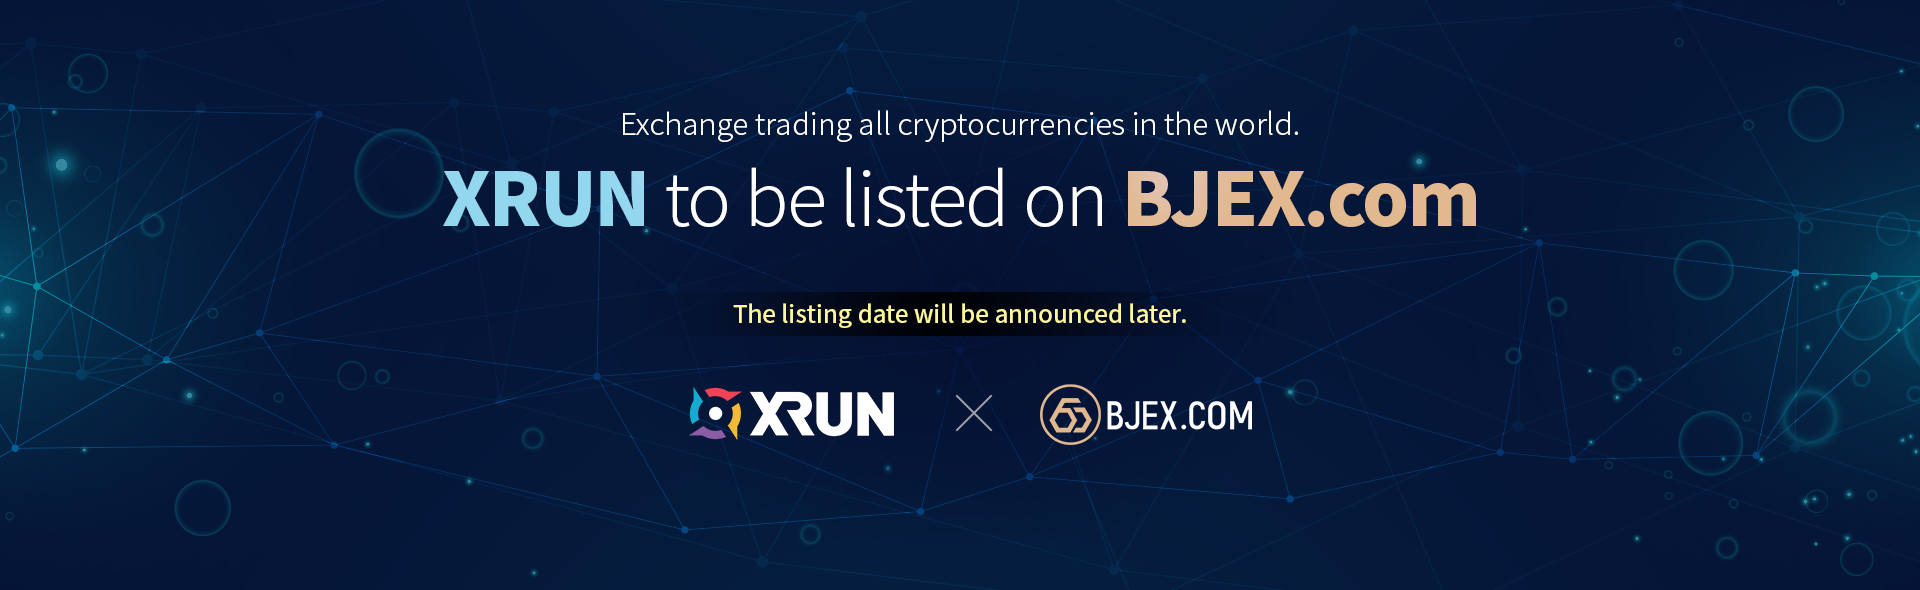 Exchange trading all cryptocurrencies in the world.
XRUN to be listed on BJEX.com
The listing date will be announced later.
XRUN
BJEX.COM